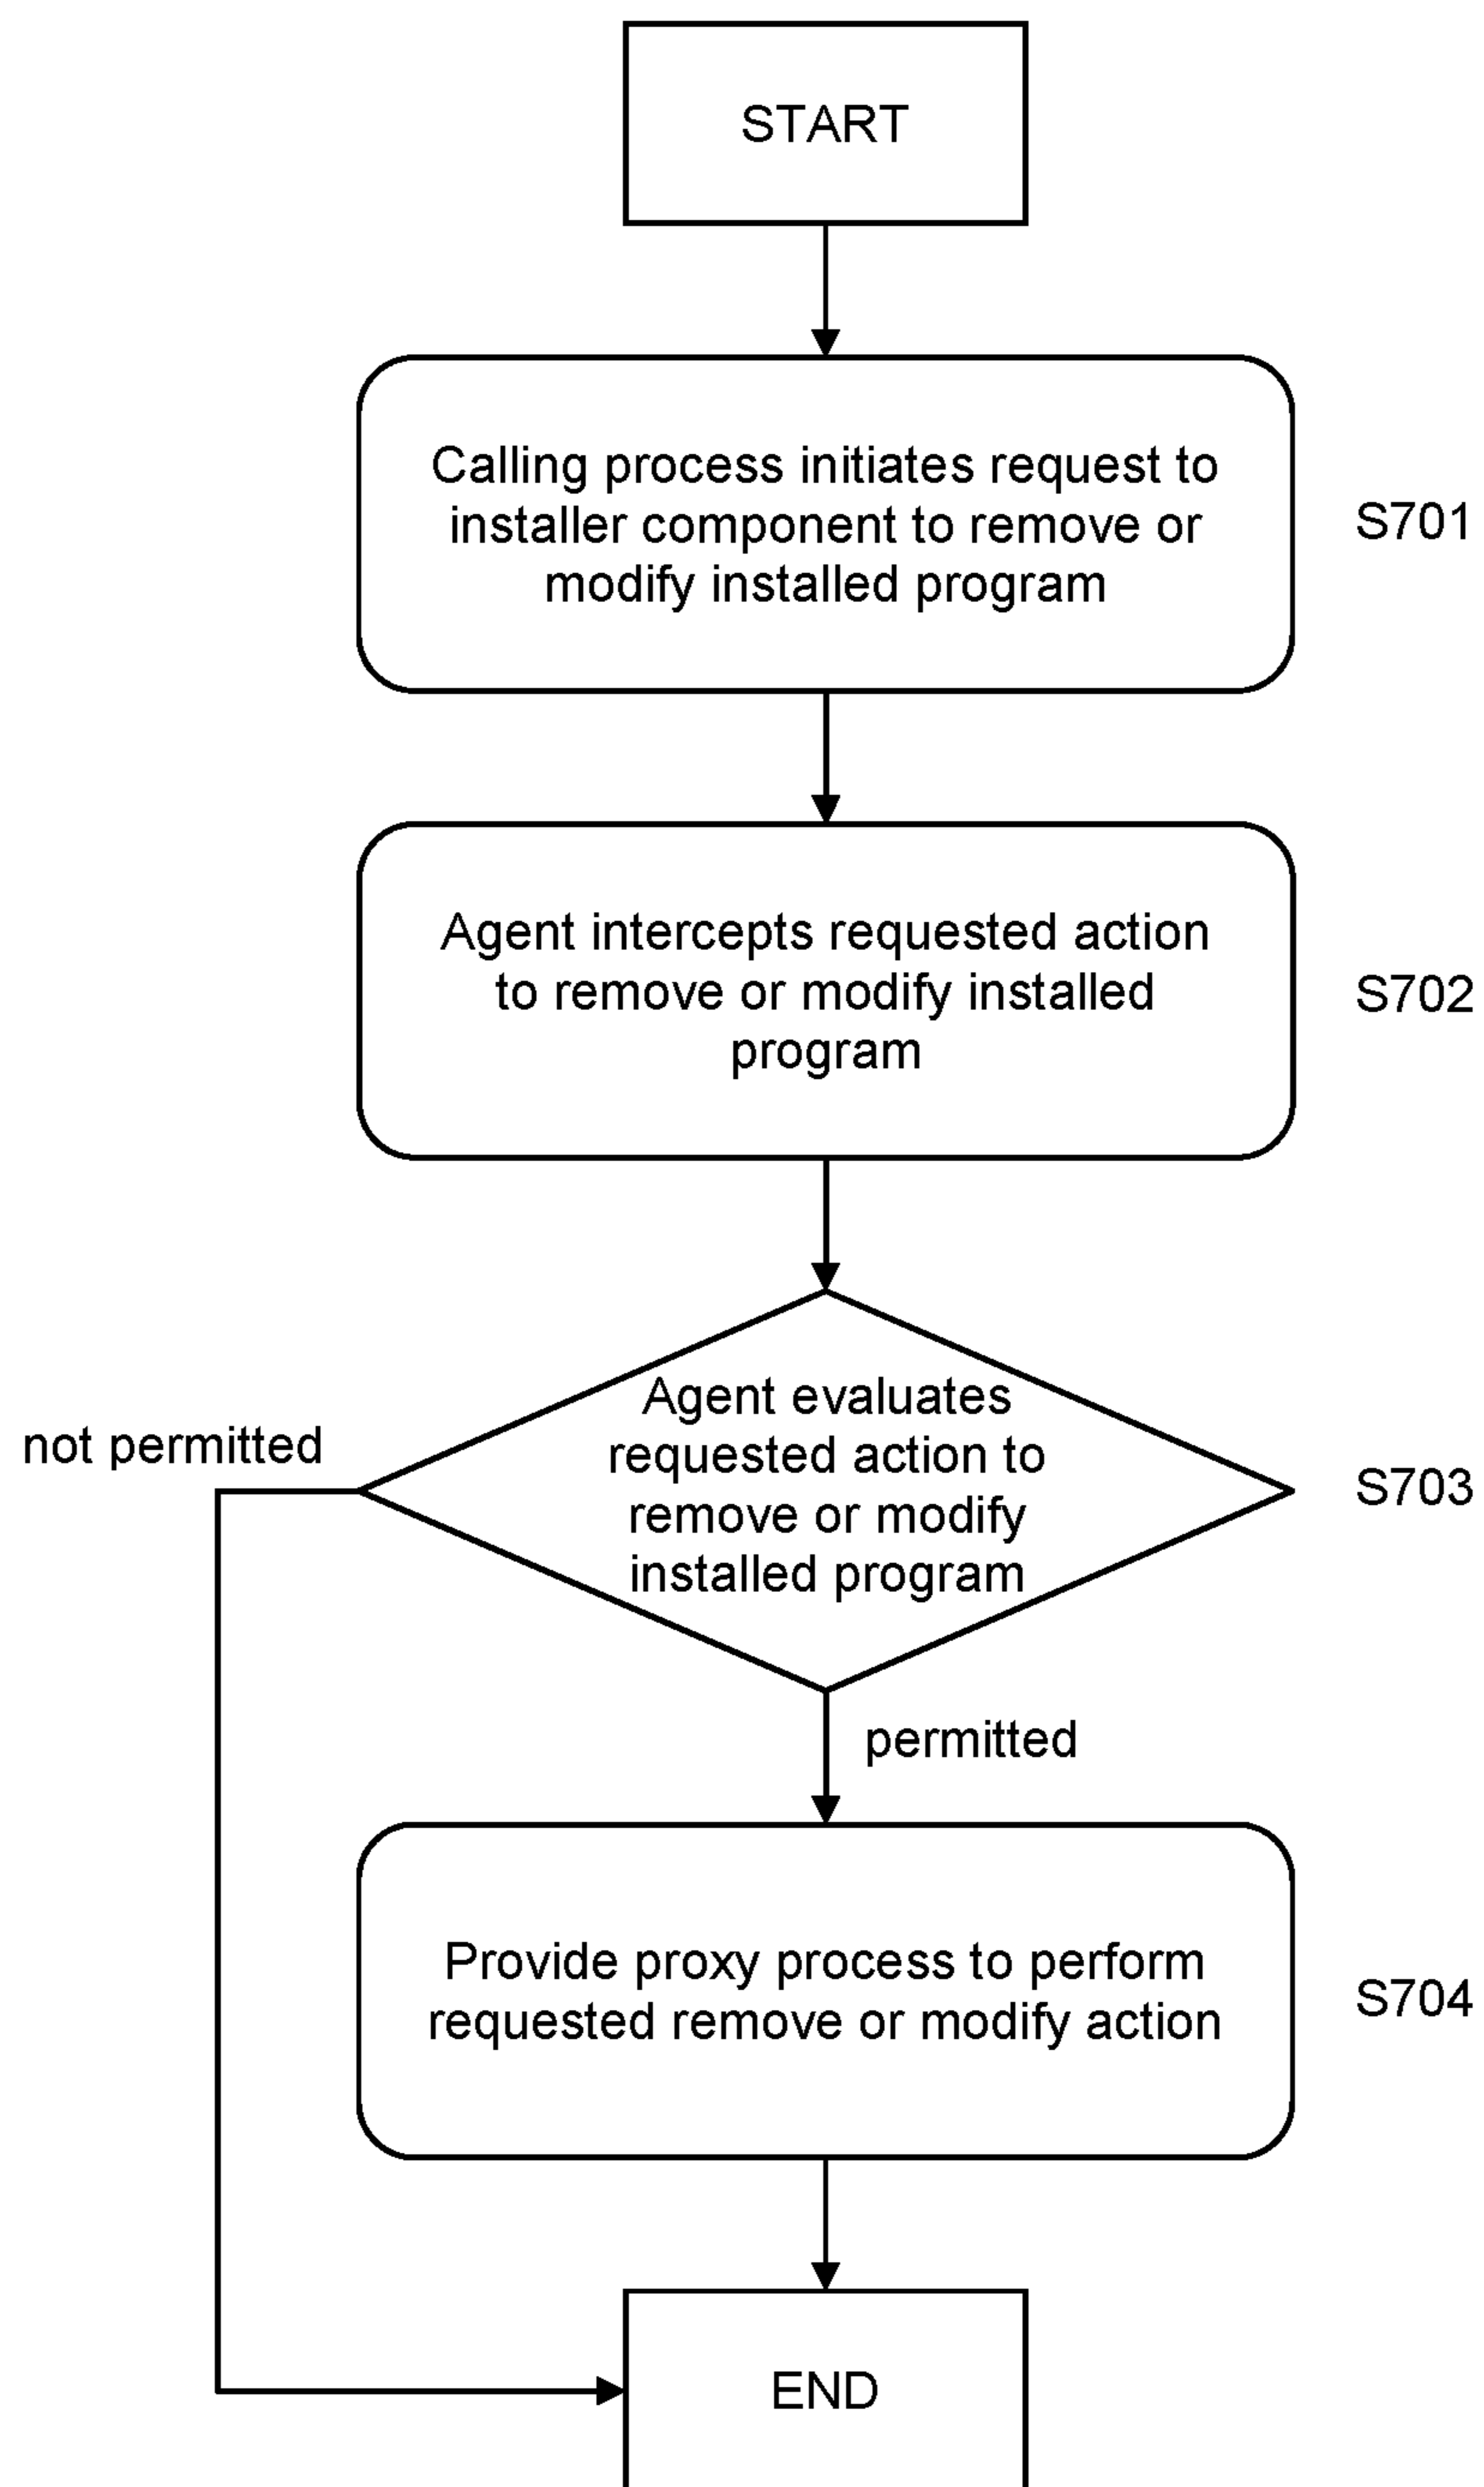 START
Calling process initiates request to
installer component to remove or
modify installed program
S701
Agent intercepts requested action
to remove or modify installed
program
S702
Agent evaluates
requested action to
remove or modify
installed program
S703
not permitted
permitted
Provide proxy process to perform
requested remove or modify action
S704
END